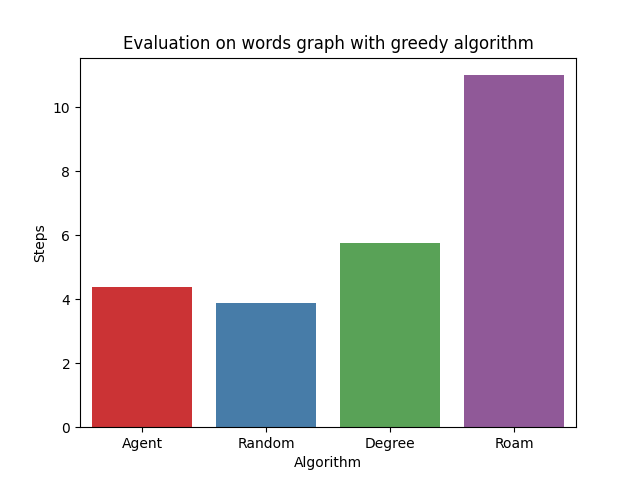 Evaluation on words graph with greedy algorithm
10
8
6
4
2
0
Steps
Agent
Random
Degree
Roam
Algorithm